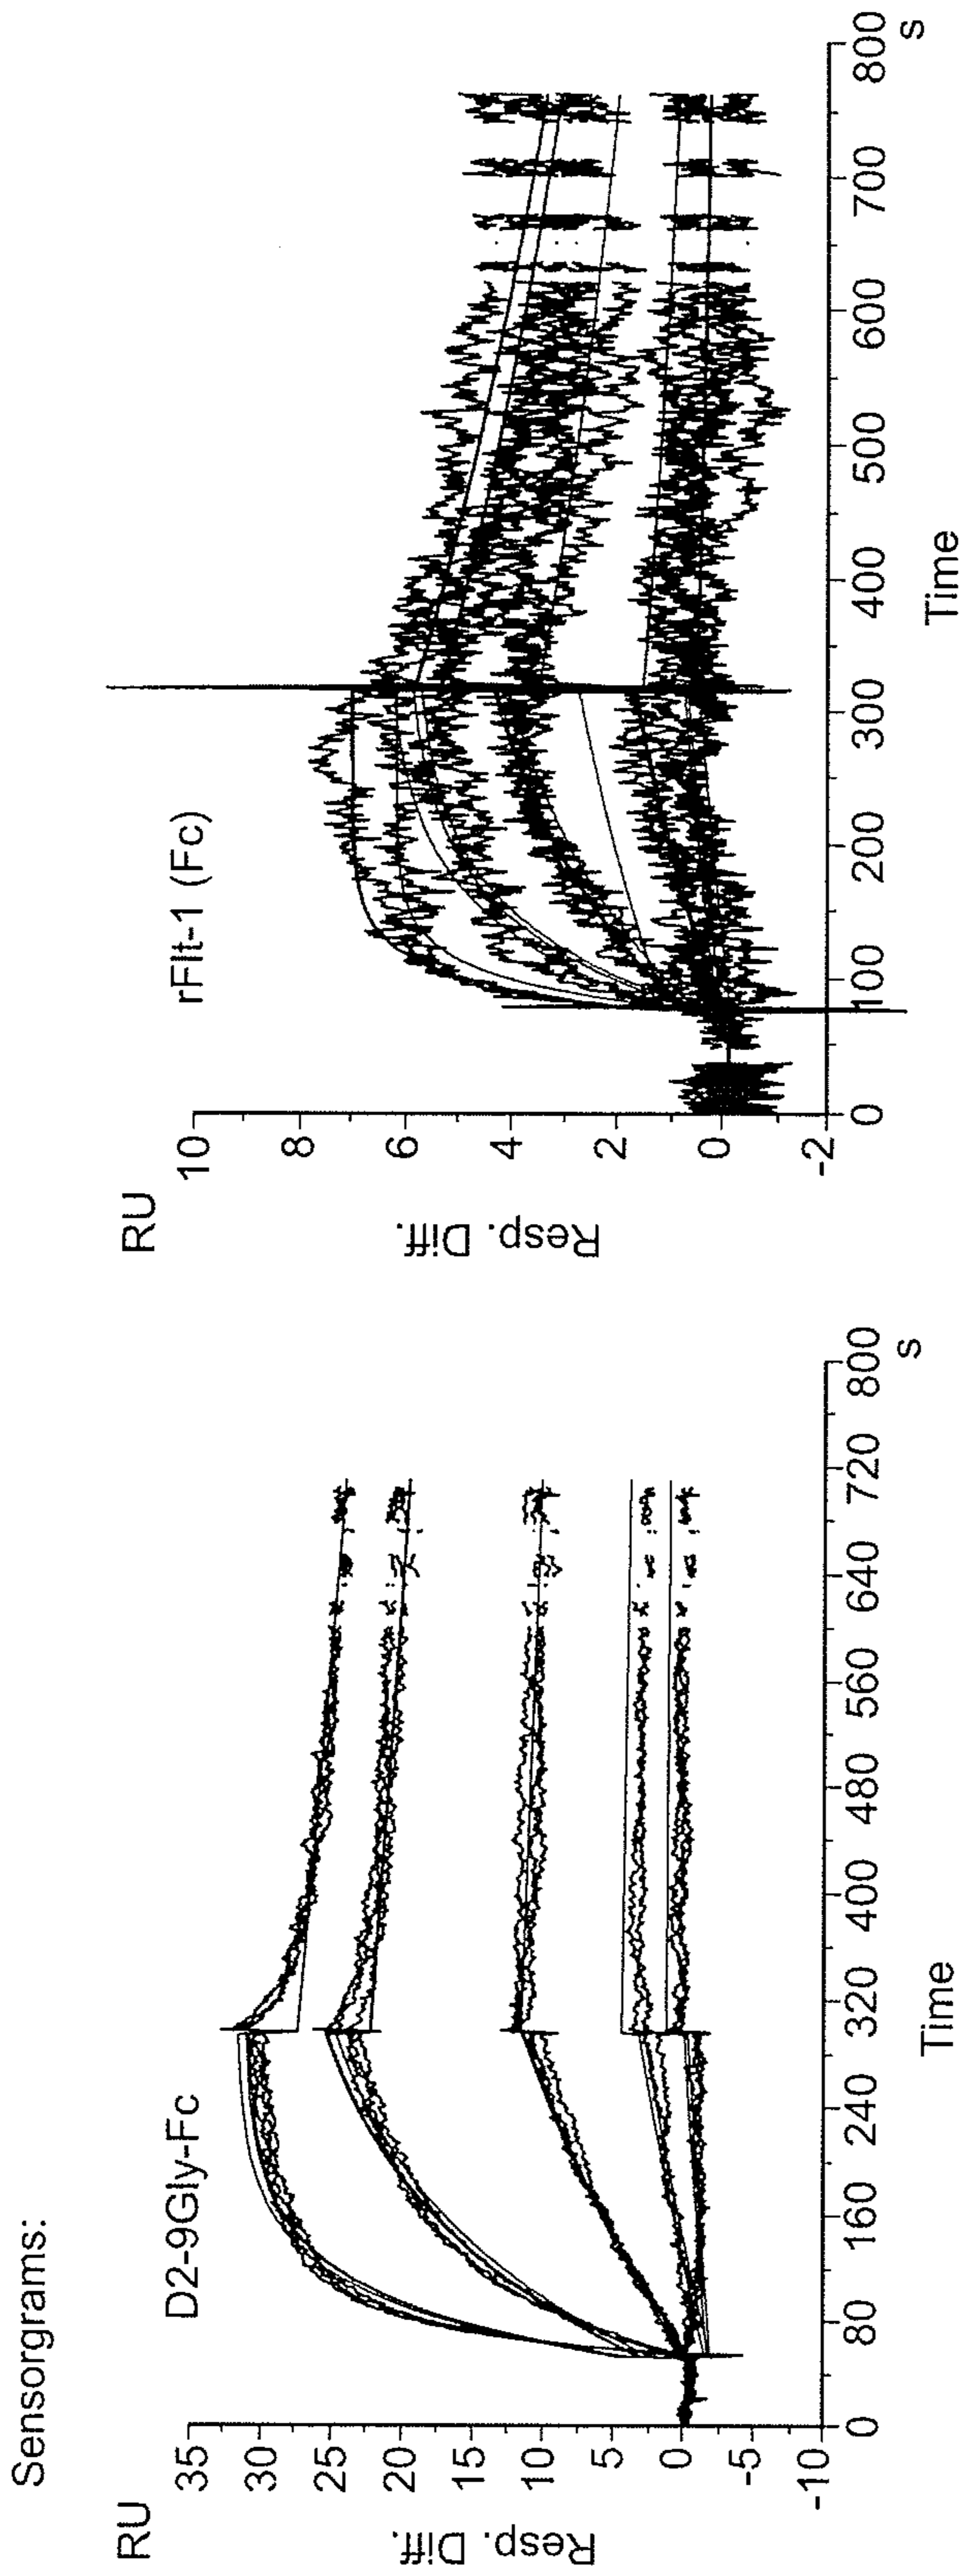 Sensorgrams:
D2-9Gly-Fc
RU
Resp. Diff.
35
30
25
20
15
10
5
0
-5
-10
0 80 160 240 320 400 480 560 640 720 800
s
Time
rFlt-1 (Fc)
RU
Resp. Diff.
10
8
6
4
2
0
-2
0 100 200 300 400 500 600 700 800
s
Time